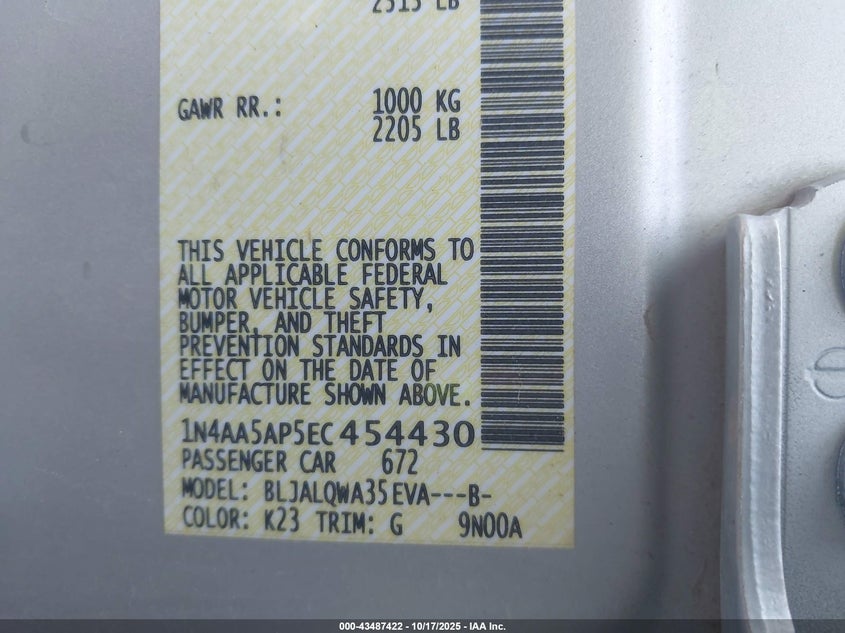 2515 LB
GAWR RR.: 1000 KG
2205 LB
THIS VEHICLE CONFORMS TO
ALL APPLICABLE FEDERAL
MOTOR VEHICLE SAFETY,
BUMPER, AND THEFT
PREVENTION STANDARDS IN
EFFECT ON THE DATE OF
MANUFACTURE SHOWN ABOVE.
1N4AA5AP5EC454430
PASSENGER CAR 672
MODEL: BLJALQWA35EVA---B-
COLOR: K23 TRIM: G 9N00A
000-43487422 - 10/17/2025 - IAA Inc.